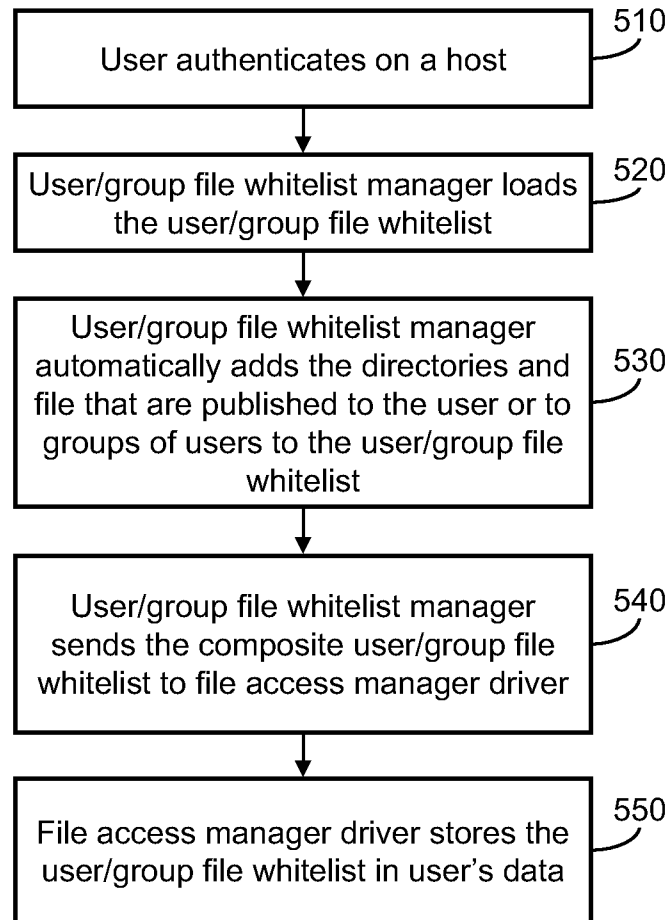 510
User authenticates on a host
520
User/group file whitelist manager loads
the user/group file whitelist
530
User/group file whitelist manager
automatically adds the directories and
file that are published to the user or to
groups of users to the user/group file
whitelist
540
User/group file whitelist manager
sends the composite user/group file
whitelist to file access manager driver
550
File access manager driver stores the
user/group file whitelist in user's data